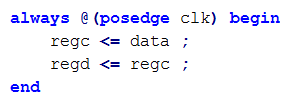 always @(posedge clk) begin
    regc <= data ;
    regd <= regc ;
end